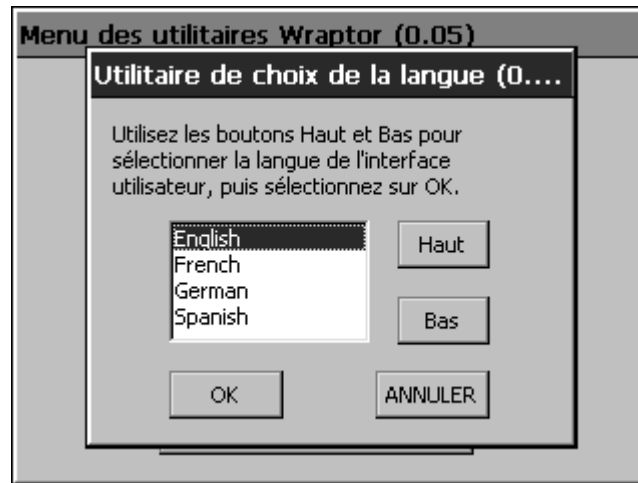 Menu des utilitaires Wraptor (0.05)
Utilitaire de choix de la langue (0....
Utilisez les boutons Haut et Bas pour
sélectionner la langue de l'interface
utilisateur, puis sélectionnez sur OK.
English
French
German
Spanish
Haut
Bas
OK
ANNULER